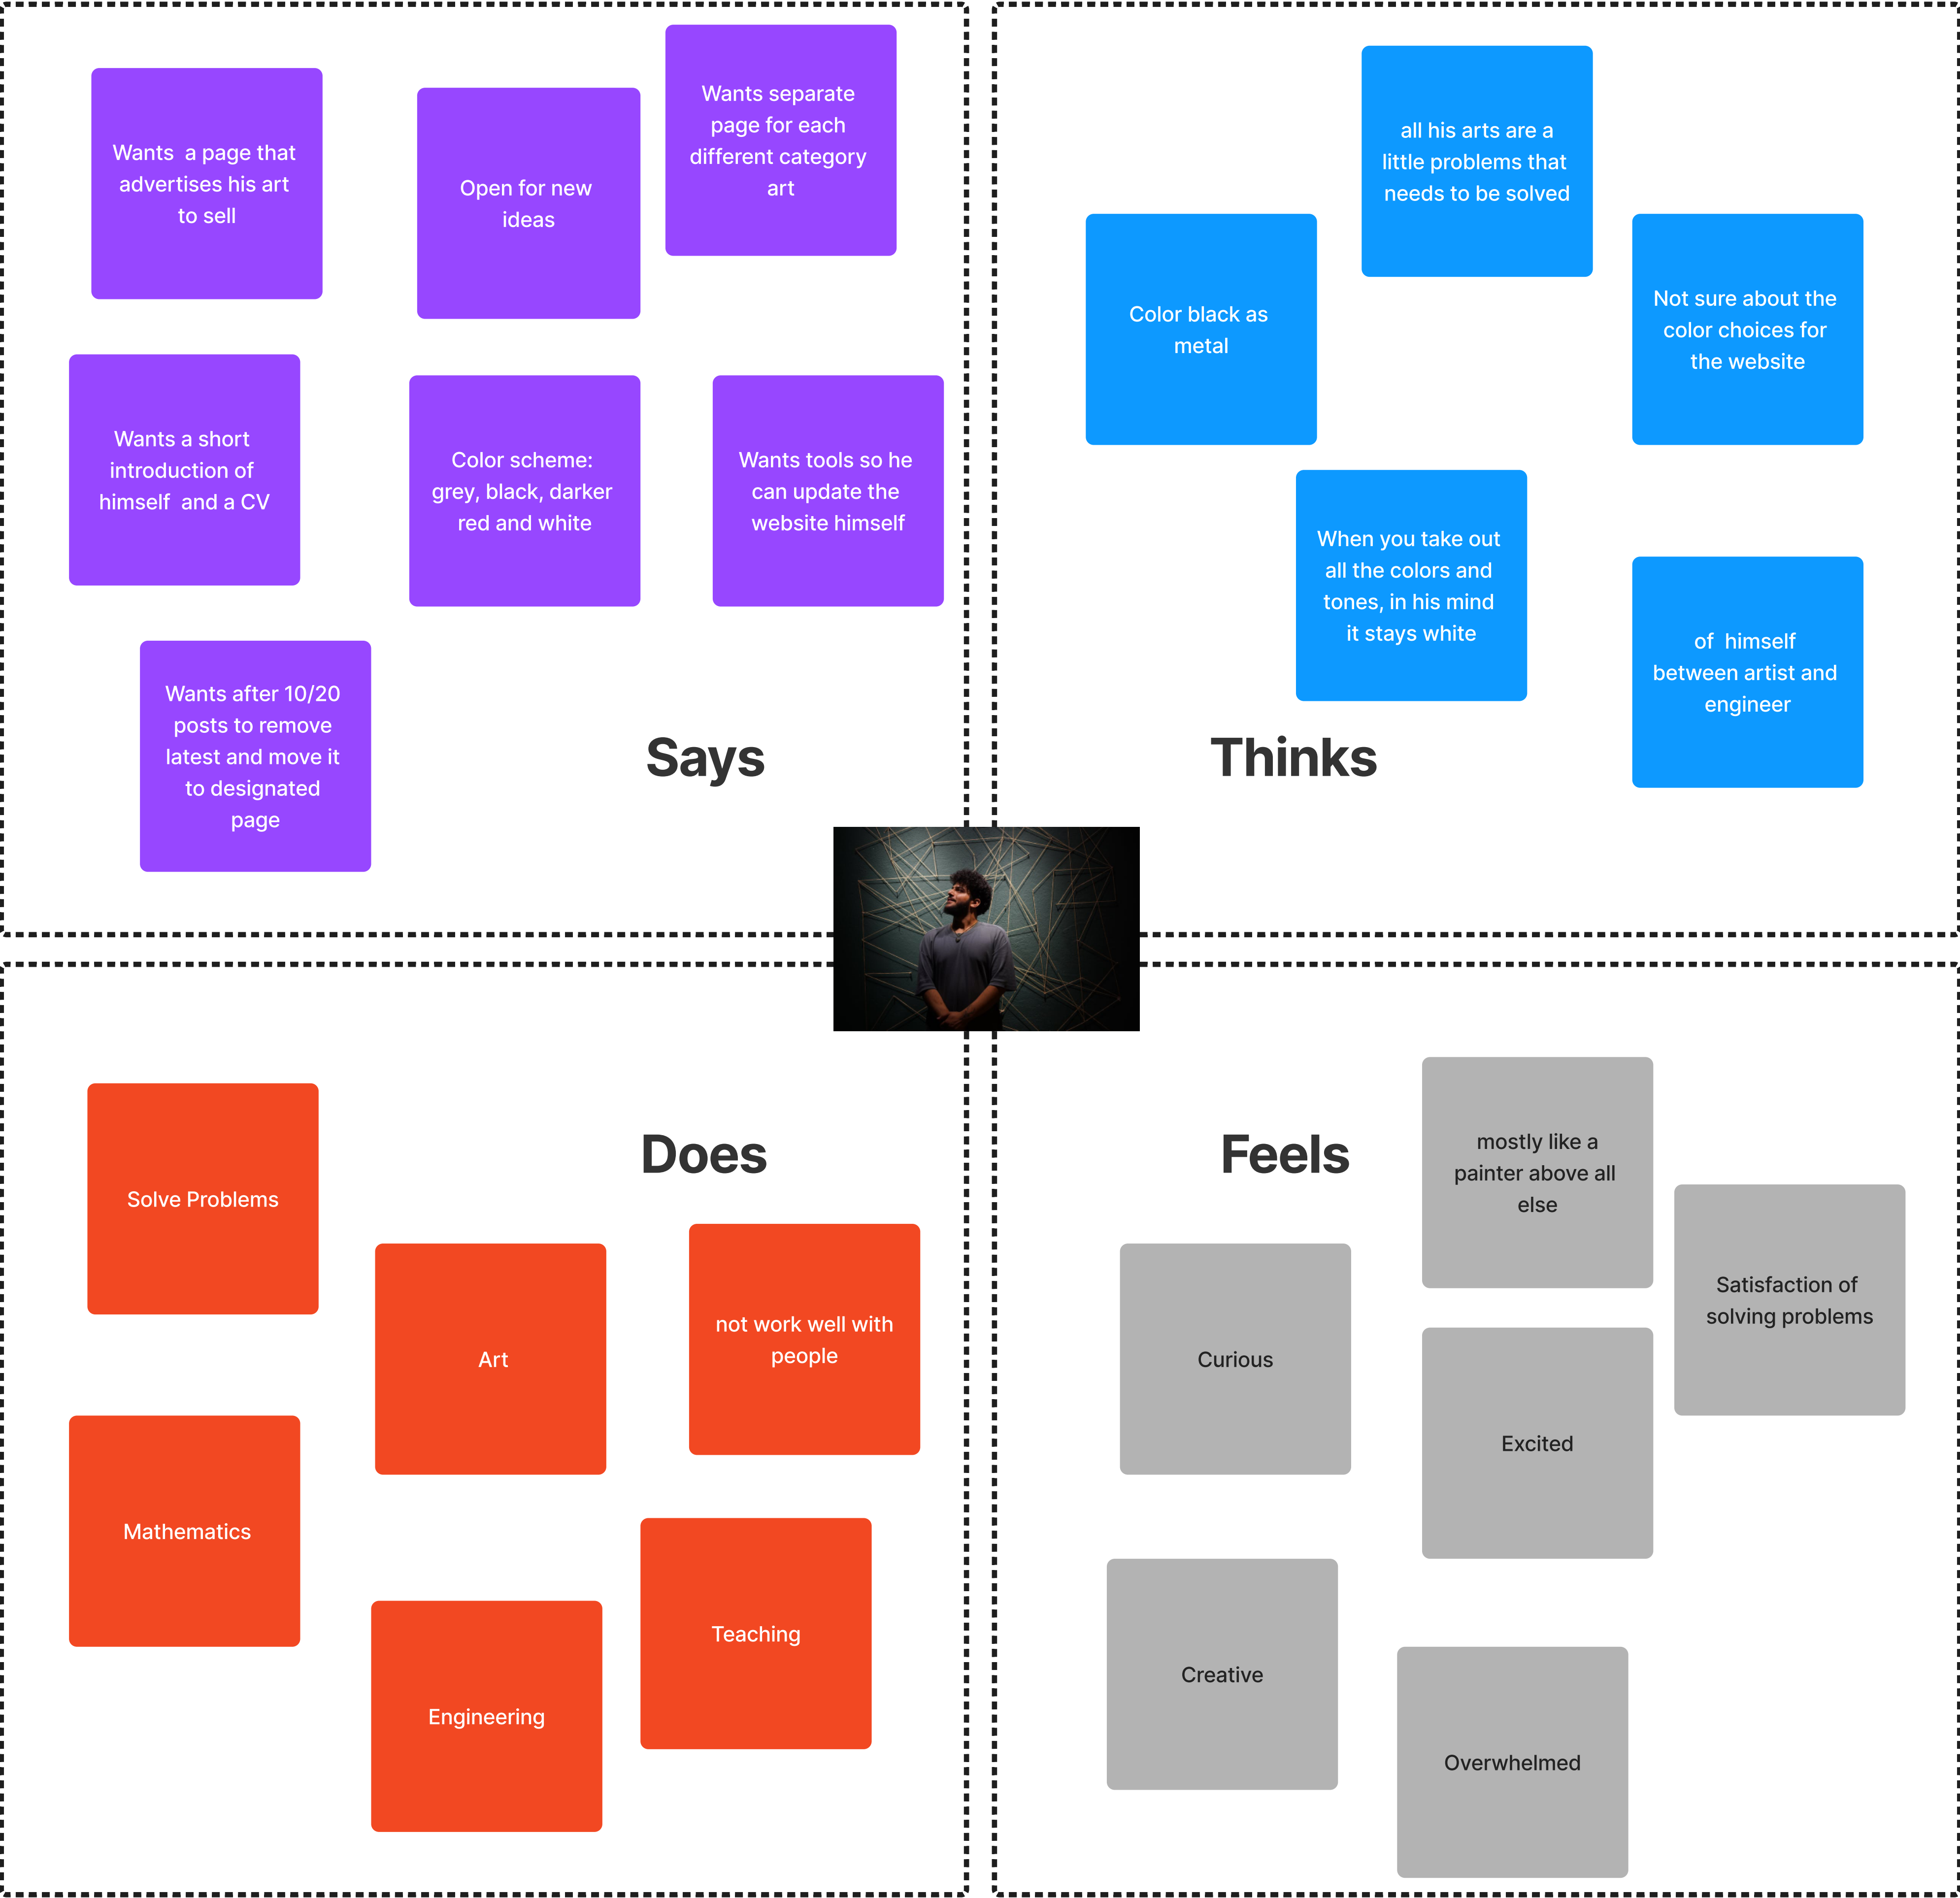 Wants  a page that
advertises his art
to sell
Open for new
ideas
Wants separate
page for each
different category
art
Wants a short
introduction of
himself  and a CV
Color scheme:
grey, black, darker
red and white
Wants tools so he
can update the
website himself
Wants after 10/20
posts to remove
latest and move it
to designated
page
Says
all his arts are a
little problems that
needs to be solved
Color black as
metal
Not sure about the
color choices for
the website
When you take out
all the colors and
tones, in his mind
it stays white
of  himself
between artist and
engineer
Thinks
Does
Solve Problems
Art
not work well with
people
Mathematics
Teaching
Engineering
Feels
mostly like a
painter above all
else
Satisfaction of
solving problems
Curious
Excited
Creative
Overwhelmed